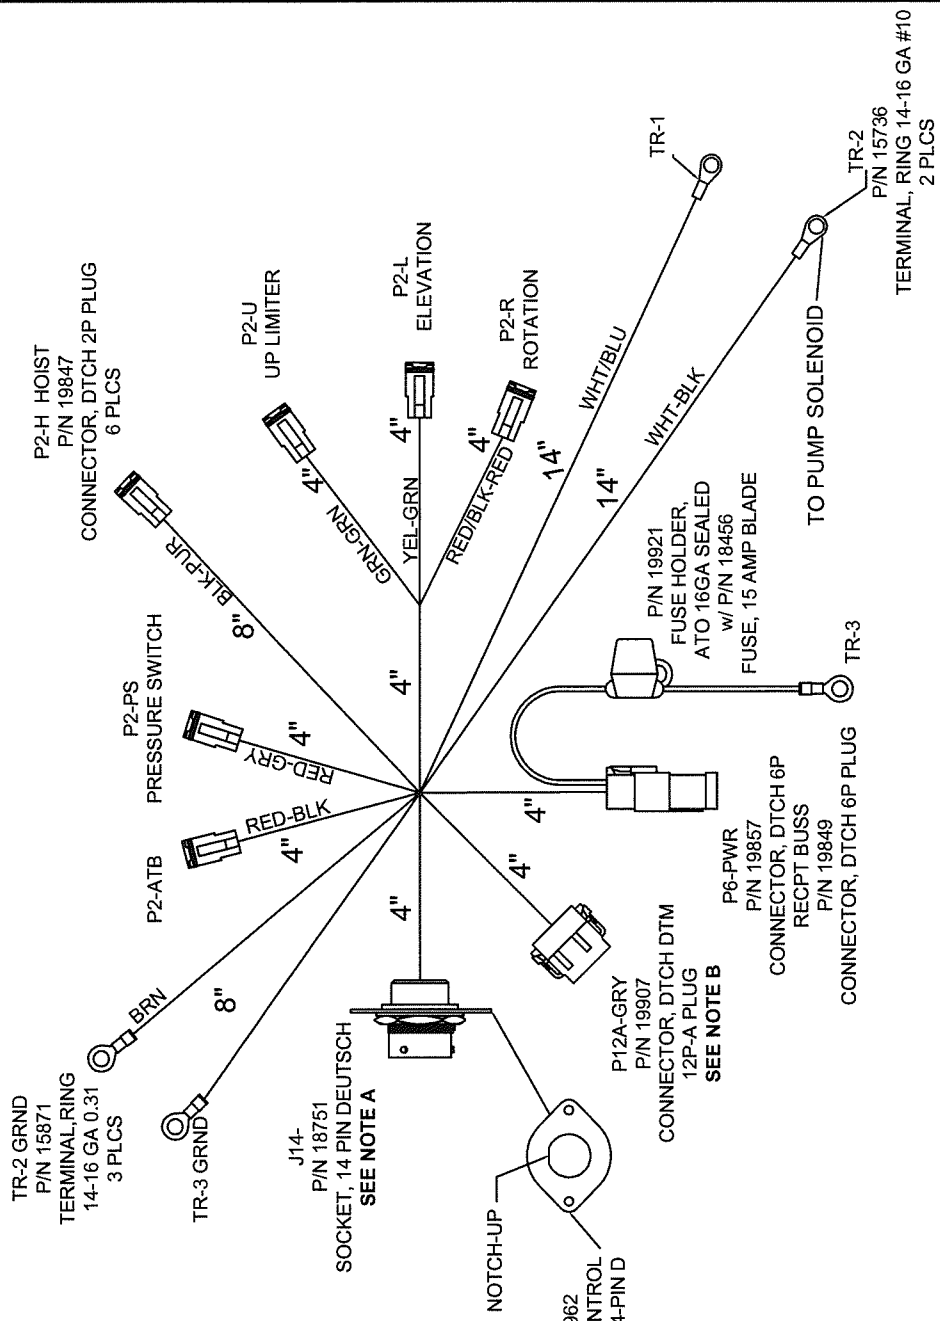 TR-2 GRND
P/N 15871
TERMINAL,RING
14-16 GA 0.31
3 PLCS
BRN
TR-3 GRND
8"
P2-ATB
RED-BLK
4"
P2-PS
PRESSURE SWITCH
RED-GRY
4"
P2-H HOIST
P/N 19847
CONNECTOR, DTCH 2P PLUG
6 PLCS
BLK-PUR
8"
P2-U
UP LIMITER
4"
GRN-GRN
P2-L
ELEVATION
4"
YEL-GRN
P2-R
ROTATION
4"
RED/BLK-RED
4"
TR-1
WHT/BLU
14"
WHT-BLK
14"
TR-2
P/N 15736
TERMINAL, RING 14-16 GA #10
2 PLCS
TO PUMP SOLENOID
J14-
P/N 18751
SOCKET, 14 PIN DEUTSCH
SEE NOTE A
4"
NOTCH-UP
962
NTROL
4-PIN D
P12A-GRY
P/N 19907
CONNECTOR, DTCH DTM
12P-A PLUG
SEE NOTE B
4"
P6-PWR
P/N 19857
CONNECTOR, DTCH 6P
RECPT BUSS
P/N 19849
CONNECTOR, DTCH 6P PLUG
4"
P/N 19921
FUSE HOLDER,
ATO 16GA SEALED
w/ P/N 18456
FUSE, 15 AMP BLADE
TR-3